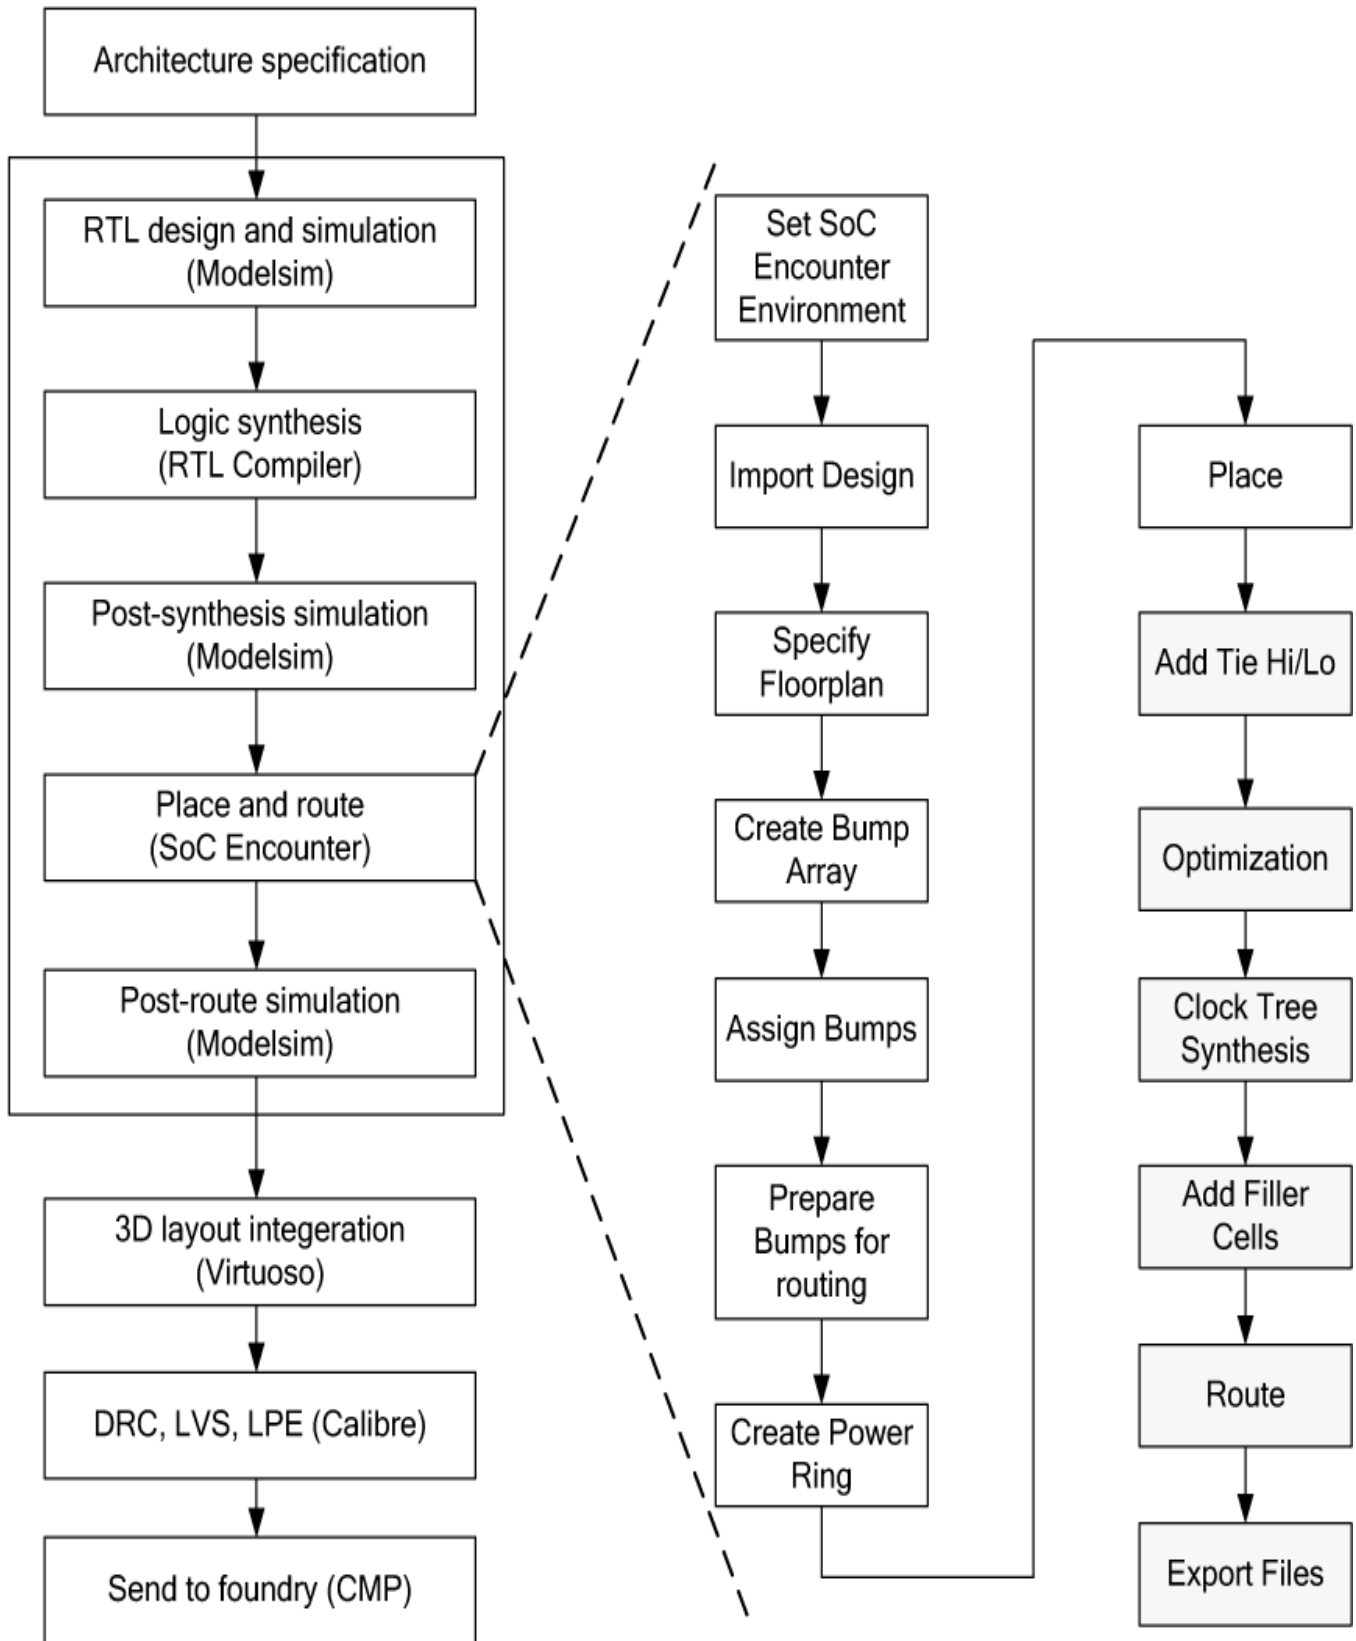 Architecture specification
RTL design and simulation
(Modelsim)
Logic synthesis
(RTL Compiler)
Post-synthesis simulation
(Modelsim)
Place and route
(SoC Encounter)
Post-route simulation
(Modelsim)
3D layout integeration
(Virtuoso)
DRC, LVS, LPE (Calibre)
Send to foundry (CMP)
Set SoC
Encounter
Environment
Import Design
Specify
Floorplan
Create Bump
Array
Assign Bumps
Prepare
Bumps for
routing
Create Power
Ring
Place
Add Tie Hi/Lo
Optimization
Clock Tree
Synthesis
Add Filler
Cells
Route
Export Files